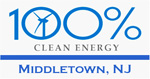 100%
CLEAN ENERGY
MIDDLETOWN, NJ